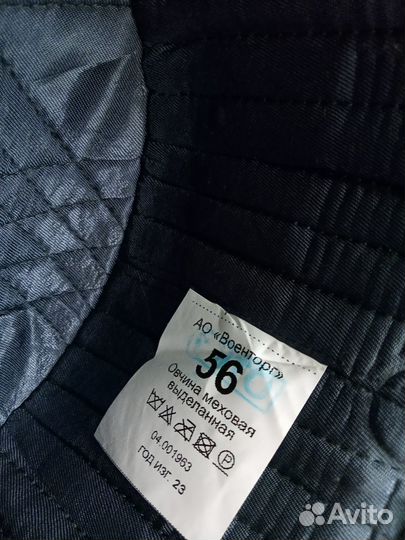 АО «Военторг»
56
Овчина меховая
выделанная
04.001963
ГОД ИЗГ. 23
Avito